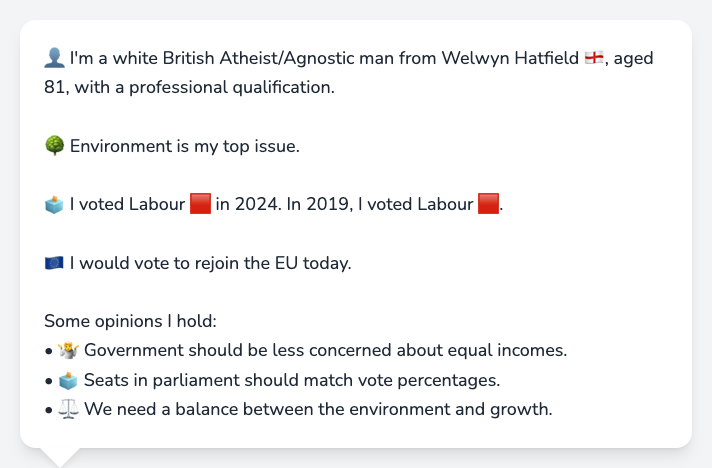 👤 I'm a white British Atheist/Agnostic man from Welwyn Hatfield 🏴󠁧󠁢󠁥󠁮󠁧󠁿, aged
81, with a professional qualification.
🌳 Environment is my top issue.
🗳️ I voted Labour 🟥 in 2024. In 2019, I voted Labour 🟥.
🇪🇺 I would vote to rejoin the EU today.
Some opinions I hold:
• 🤷 Government should be less concerned about equal incomes.
• 🗳️ Seats in parliament should match vote percentages.
• ⚖️ We need a balance between the environment and growth.